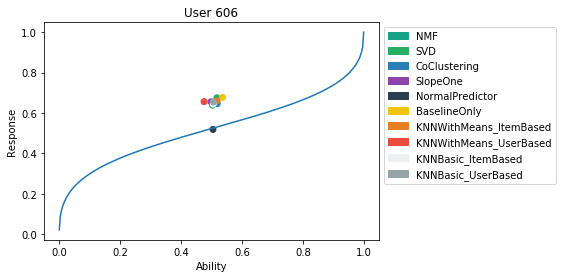 User 606
1.0
0.8
0.6
0.4
0.2
0.0
Response
0.0 0.2 0.4 0.6 0.8 1.0
Ability
NMF
SVD
CoClustering
SlopeOne
NormalPredictor
BaselineOnly
KNNWithMeans_ItemBased
KNNWithMeans_UserBased
KNNBasic_ItemBased
KNNBasic_UserBased